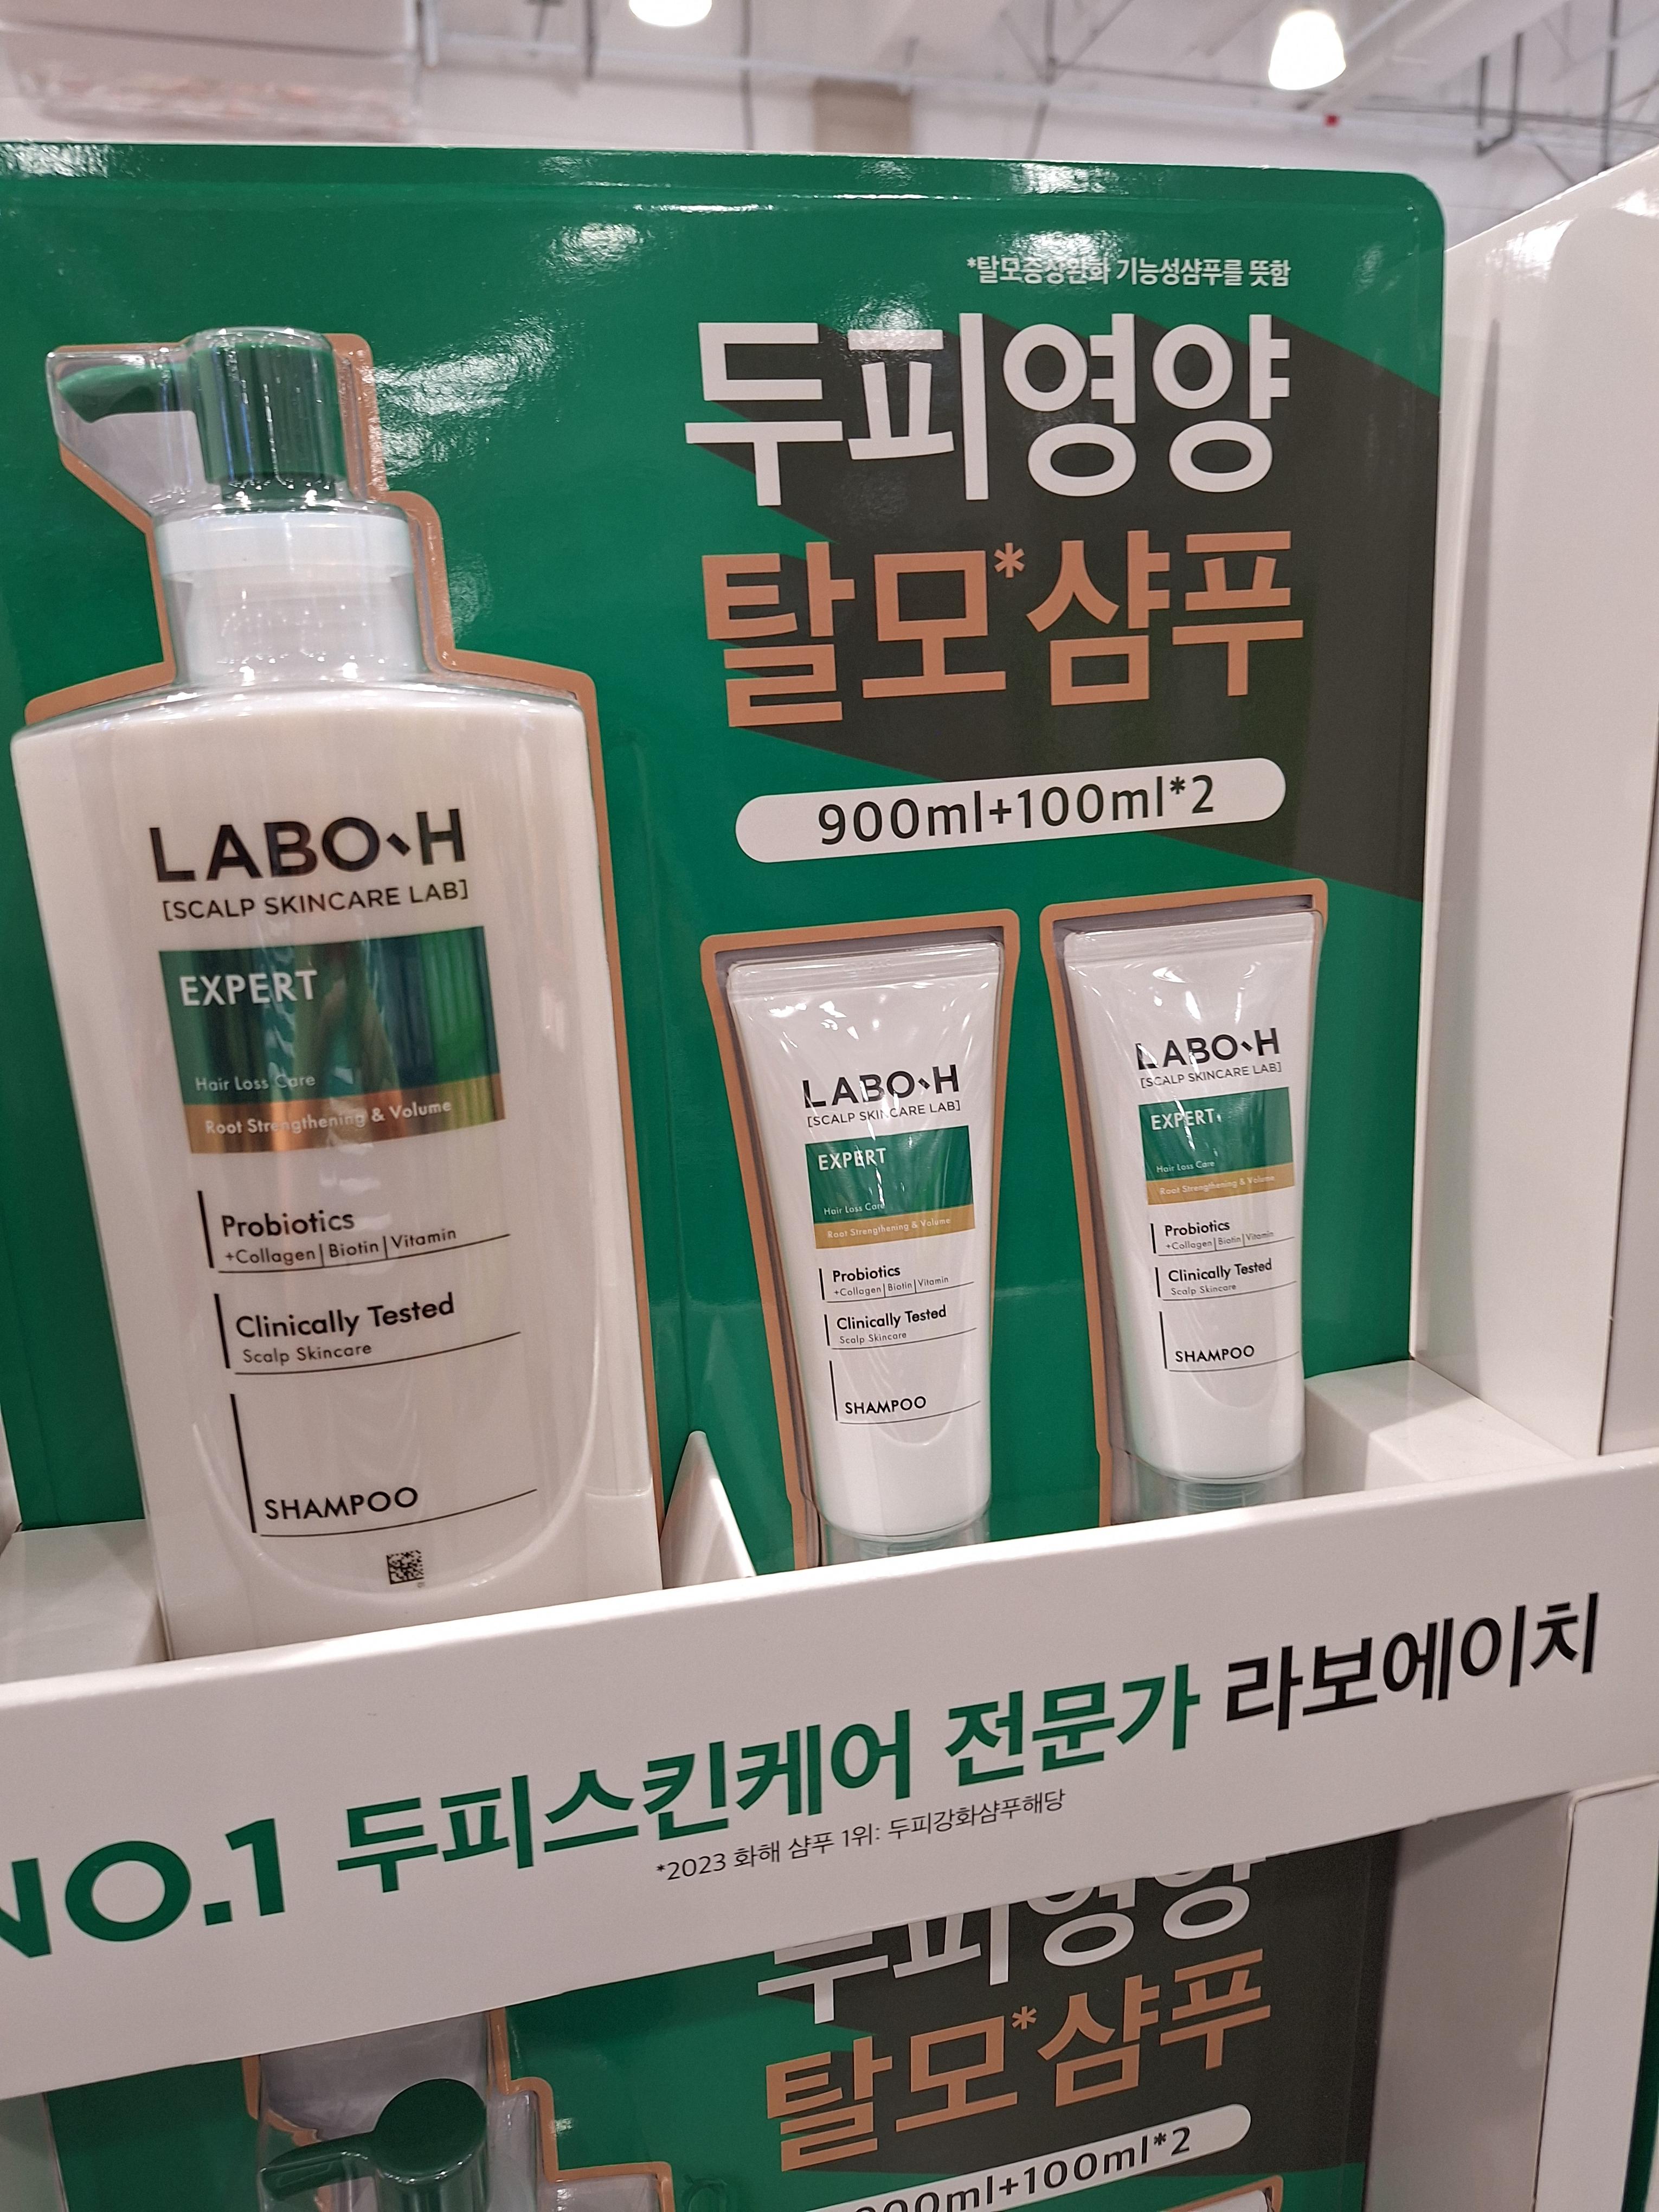 *탈모증상완화 기능성샴푸를 뜻함
두피영양
탈모*샴푸
900ml+100ml*2
LABO-H
[SCALP SKINCARE LAB]
EXPERT
Hair Loss Care
Root Strengthening & Volume
Probiotics
+Collagen|Biotin|Vitamin
Clinically Tested
Scalp Skincare
SHAMPOO
LABO-H
[SCALP SKINCARE LAB]
EXPERT
Hair Loss Care
Root Strengthening & Volume
Probiotics
+Collagen|Biotin|Vitamin
Clinically Tested
Scalp Skincare
SHAMPOO
LABO-H
[SCALP SKINCARE LAB]
EXPERT
Hair Loss Care
Root Strengthening & Volume
Probiotics
+Collagen|Biotin|Vitamin
Clinically Tested
Scalp Skincare
SHAMPOO
NO.1 두피스킨케어 전문가 라보에이치
*2023 화해 샴푸 1위: 두피강화샴푸해당
두피영양
탈모*샴푸
900ml+100ml*2